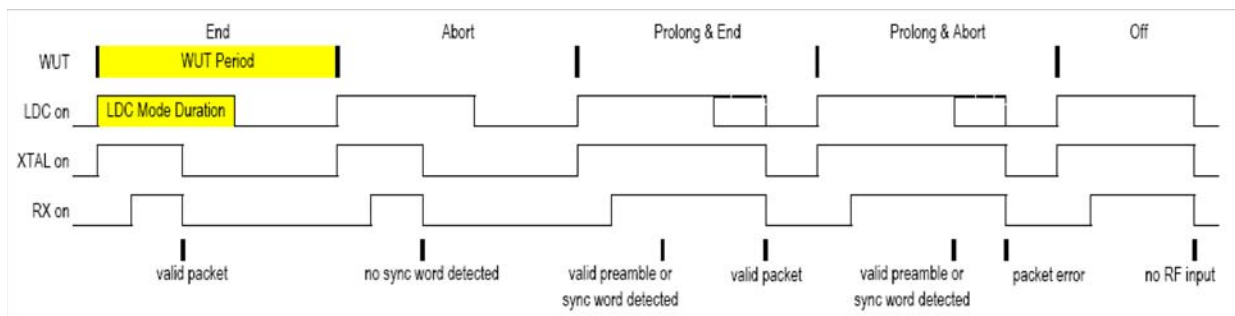 End Abort Prolong & End Prolong & Abort Off
WUT WUT Period
LDC on LDC Mode Duration
XTAL on
RX on
valid packet
no sync word detected
valid preamble or
sync word detected
valid packet
valid preamble or
sync word detected
packet error
no RF input